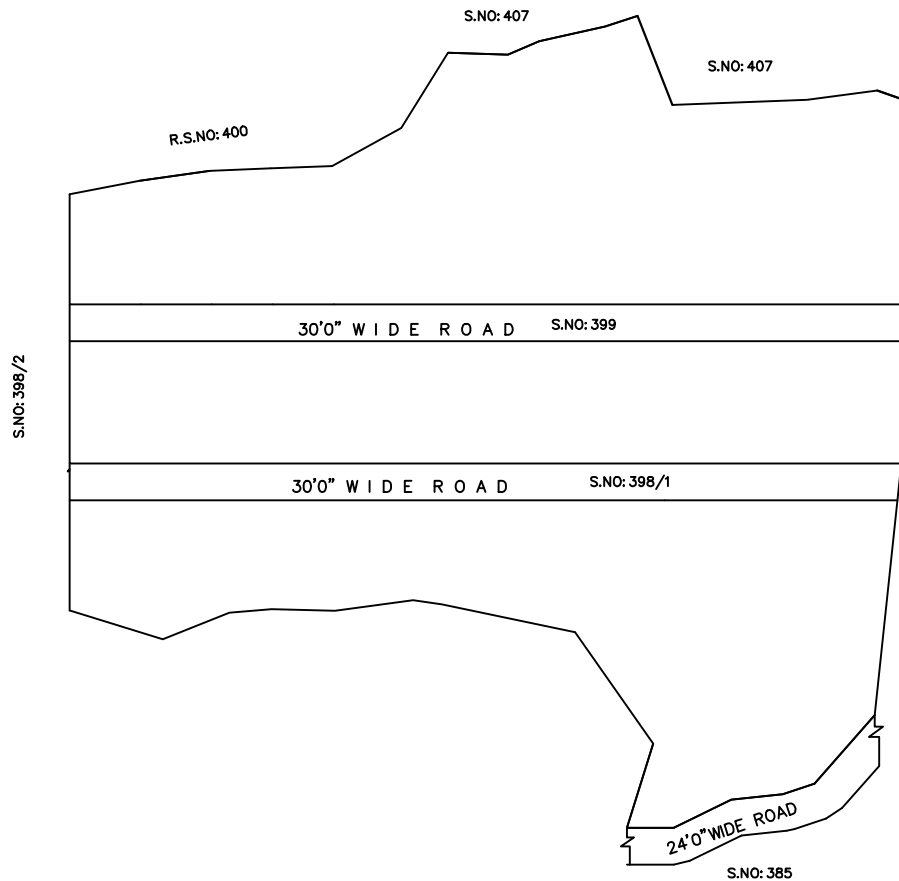 S.NO: 407
S.NO: 407
R.S.NO: 400
30'0" WIDE ROAD S.NO: 399
S.NO: 398/2
30'0" WIDE ROAD S.NO: 398/1
24'0" WIDE ROAD
S.NO: 385